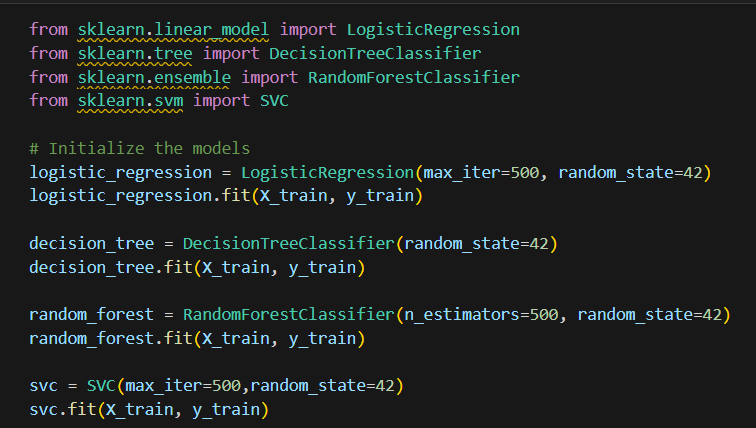 from sklearn.linear_model import LogisticRegression
from sklearn.tree import DecisionTreeClassifier
from sklearn.ensemble import RandomForestClassifier
from sklearn.svm import SVC
# Initialize the models
logistic_regression = LogisticRegression(max_iter=500, random_state=42)
logistic_regression.fit(X_train, y_train)
decision_tree = DecisionTreeClassifier(random_state=42)
decision_tree.fit(X_train, y_train)
random_forest = RandomForestClassifier(n_estimators=500, random_state=42)
random_forest.fit(X_train, y_train)
svc = SVC(max_iter=500,random_state=42)
svc.fit(X_train, y_train)